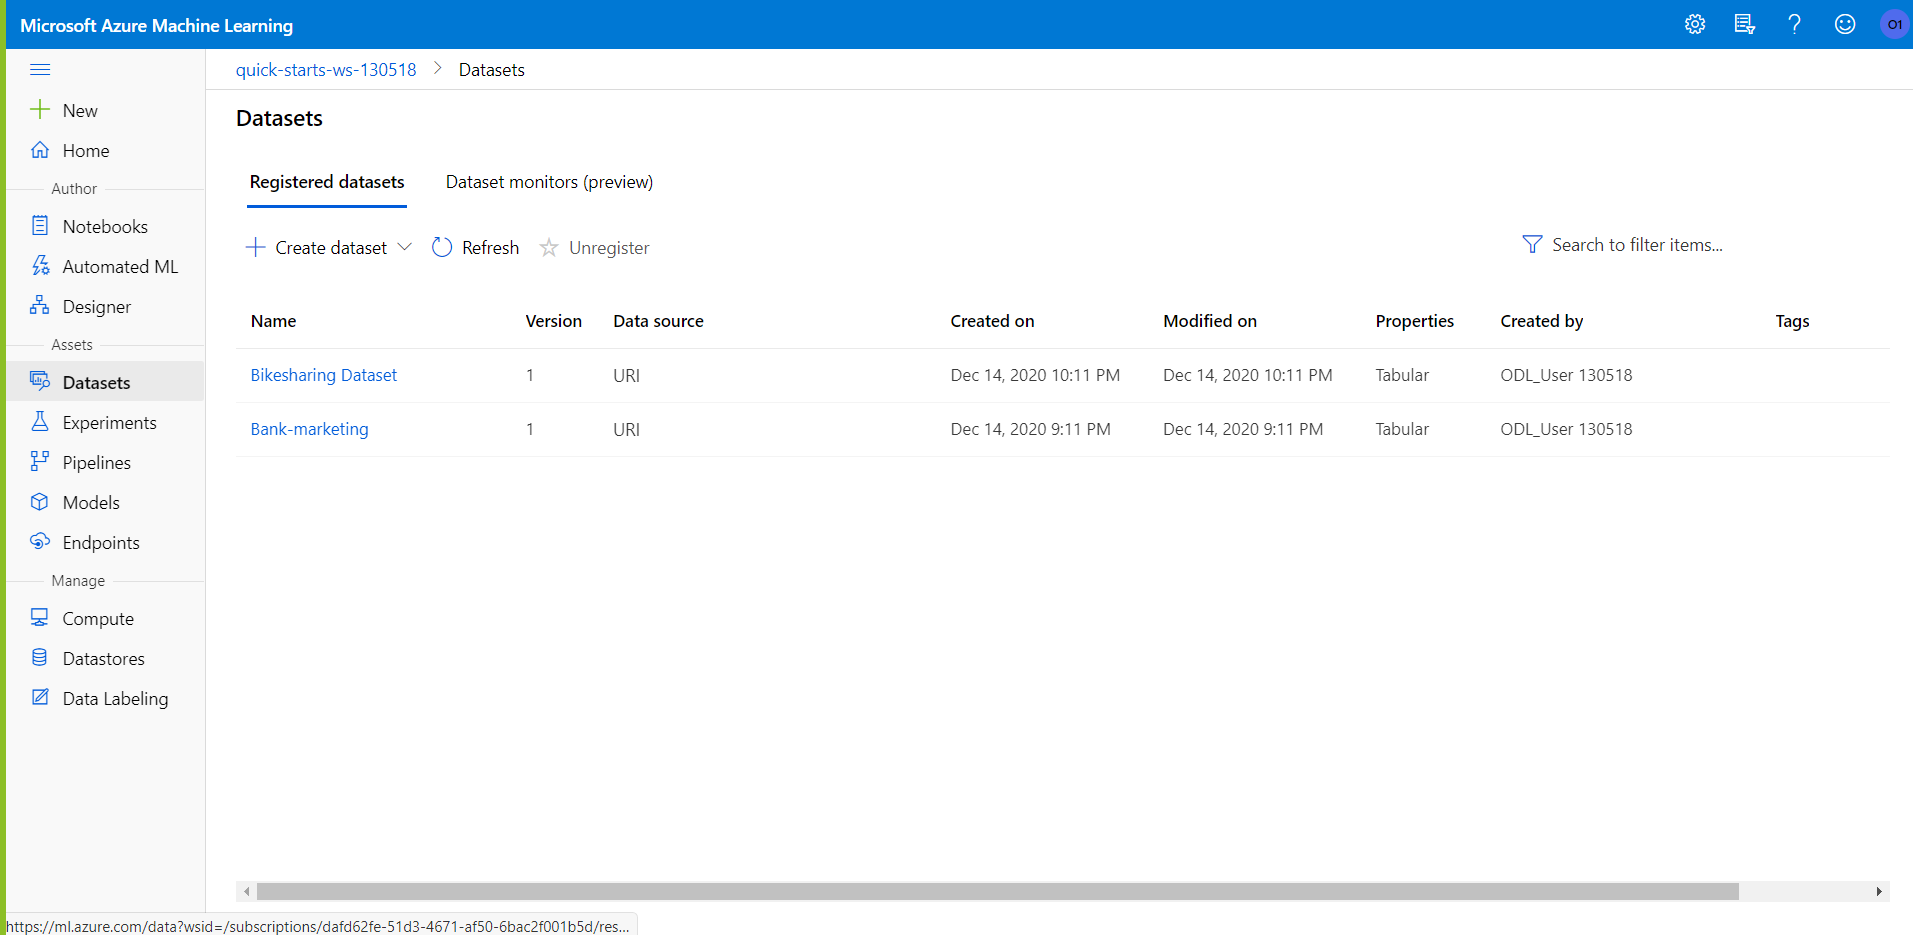 Microsoft Azure Machine Learning
O1
quick-starts-ws-130518 > Datasets
New
Home
Author
Notebooks
Automated ML
Designer
Assets
Datasets
Experiments
Pipelines
Models
Endpoints
Manage
Compute
Datastores
Data Labeling
Datasets
Registered datasets Dataset monitors (preview)
Create dataset Refresh Unregister Search to filter items...
Name Version Data source Created on Modified on Properties Created by Tags
Bikesharing Dataset 1 URI Dec 14, 2020 10:11 PM Dec 14, 2020 10:11 PM Tabular ODL_User 130518
Bank-marketing 1 URI Dec 14, 2020 9:11 PM Dec 14, 2020 9:11 PM Tabular ODL_User 130518
https://ml.azure.com/data?wsid=/subscriptions/dafd62fe-51d3-4671-af50-6bac2f001b5d/res...